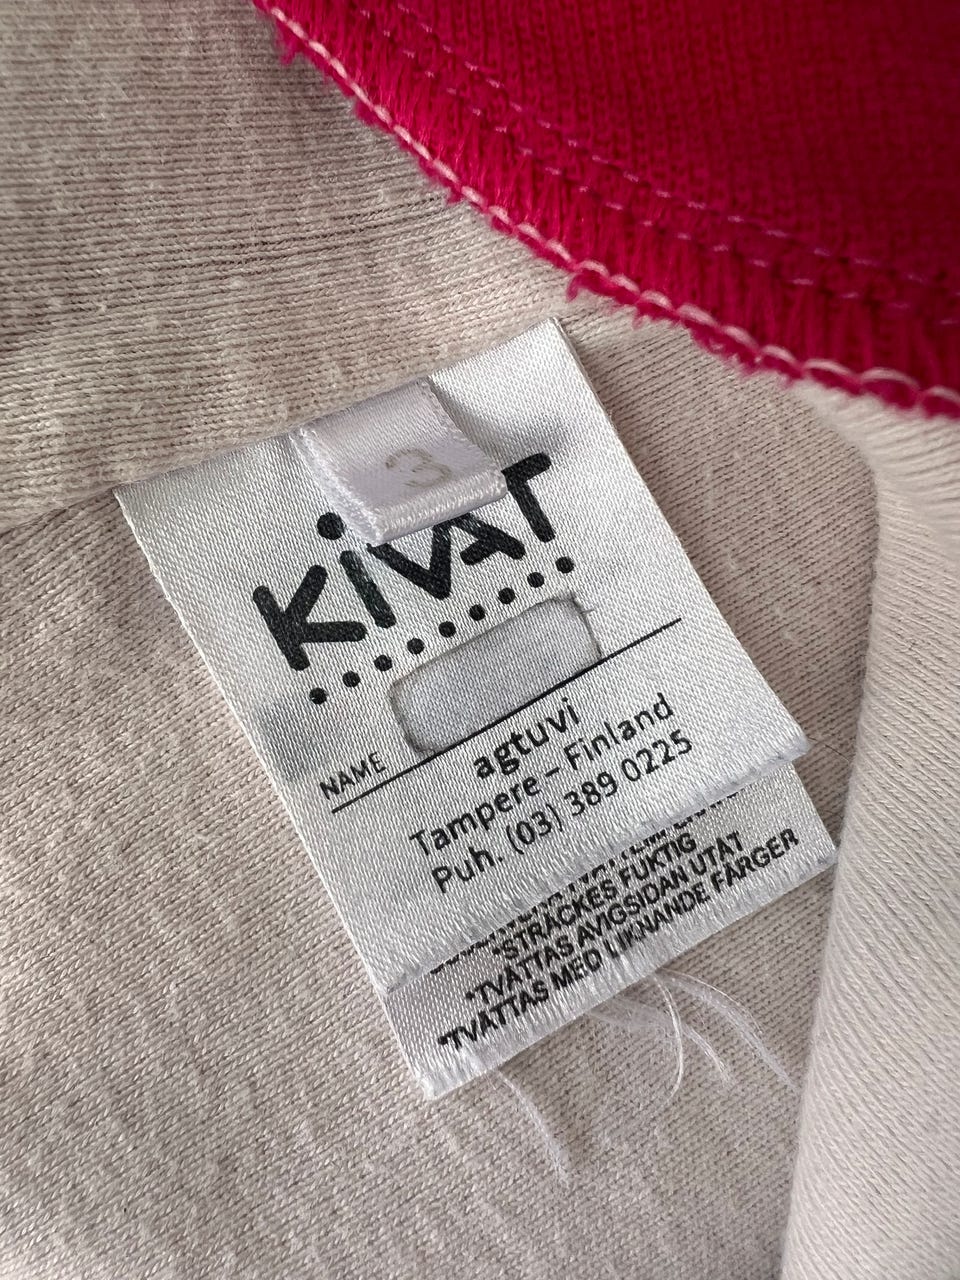 3
KiVAT
NAME
agtuvi
Tampere – Finland
Puh. (03) 389 0225
*STRÄCKES FUKTIG
*TVÄTTAS AVIGSIDAN UTÅT
*TVÄTTAS MED LIKNANDE FÄRGER